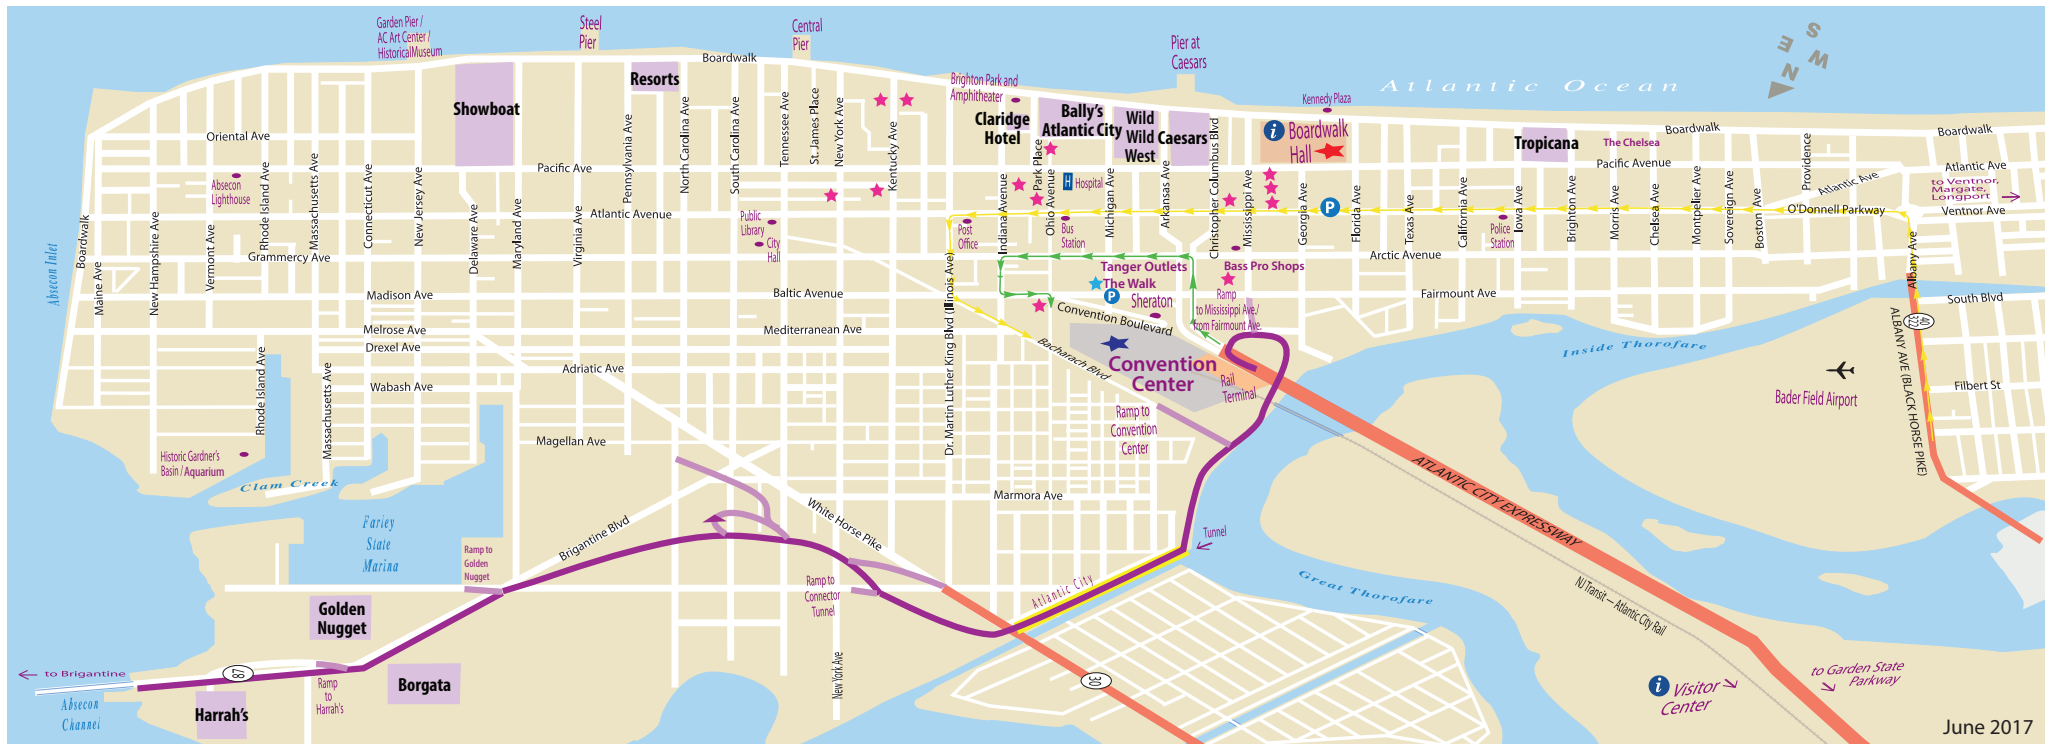 Garden Pier /
AC Art Center /
HistoricalMuseum
Steel
Pier
Central
Pier
Pier at
Caesars
Boardwalk
Atlantic Ocean
S
W
E
N
Showboat
Resorts
Brighton Park and
Amphitheater
Claridge
Hotel
Bally's
Atlantic City
Wild
Wild
West
Caesars
Kennedy Plaza
i
Boardwalk
Hall
Tropicana
The Chelsea
Boardwalk
Boardwalk
Oriental Ave
Pacific Ave
Pacific Avenue
Providence
Atlantic Ave
Atlantic Ave
to Ventnor,
Margate,
Longport
Absecon
Lighthouse
Atlantic Avenue
Public
Library
City
Hall
Post
Office
H
Hospital
Bus
Station
P
Police
Station
O'Donnell Parkway
Ventnor Ave
Absecon Inlet
Boardwalk
Maine Ave
New Hampshire Ave
Vermont Ave
Rhode Island Ave
Massachusetts Ave
Connecticut Ave
New Jersey Ave
Delaware Ave
Maryland Ave
Virginia Ave
Pennsylvania Ave
North Carolina Ave
South Carolina Ave
Tennessee Ave
St. James Place
New York Ave
Kentucky Ave
Dr. Martin Luther King Blvd (Illinois Ave)
Indiana Avenue
Park Place
Ohio Avenue
Michigan Ave
Arkansas Ave
Christopher Columbus Blvd
Mississippi Ave
Georgia Ave
Florida Ave
Texas Ave
California Ave
Iowa Ave
Brighton Ave
Morris Ave
Chelsea Ave
Montpelier Ave
Sovereign Ave
Boston Ave
Albany Ave
Grammercy Ave
Arctic Avenue
Madison Ave
Baltic Avenue
Tanger Outlets
The Walk
P
Sheraton
Bass Pro Shops
Ramp
to Mississippi Ave./
from Fairmount Ave.
Fairmount Ave
South Blvd
Melrose Ave
Mediterranean Ave
Convention Boulevard
Drexel Ave
Bacharach Blvd
Convention
Center
Rail
Terminal
Inside Thorofare
40
322
ALBANY AVE (BLACK HORSE PIKE)
Adriatic Ave
Wabash Ave
Rhode Island Ave
Massachusetts Ave
Bader Field Airport
Filbert St
Ramp to
Convention
Center
Magellan Ave
Historic Gardner's
Basin / Aquarium
Clam Creek
Farley
State
Marina
Marmora Ave
White Horse Pike
Brigantine Blvd
ATLANTIC CITY EXPRESSWAY
Tunnel
Ramp to
Golden
Nugget
Ramp to
Connector
Tunnel
Atlantic City
Great Thorofare
NJ Transit — Atlantic City Rail
Golden
Nugget
to Brigantine
87
Absecon
Channel
Harrah's
Ramp
to
Harrah's
Borgata
New York Ave
30
i
Visitor
Center
to Garden State
Parkway
June 2017